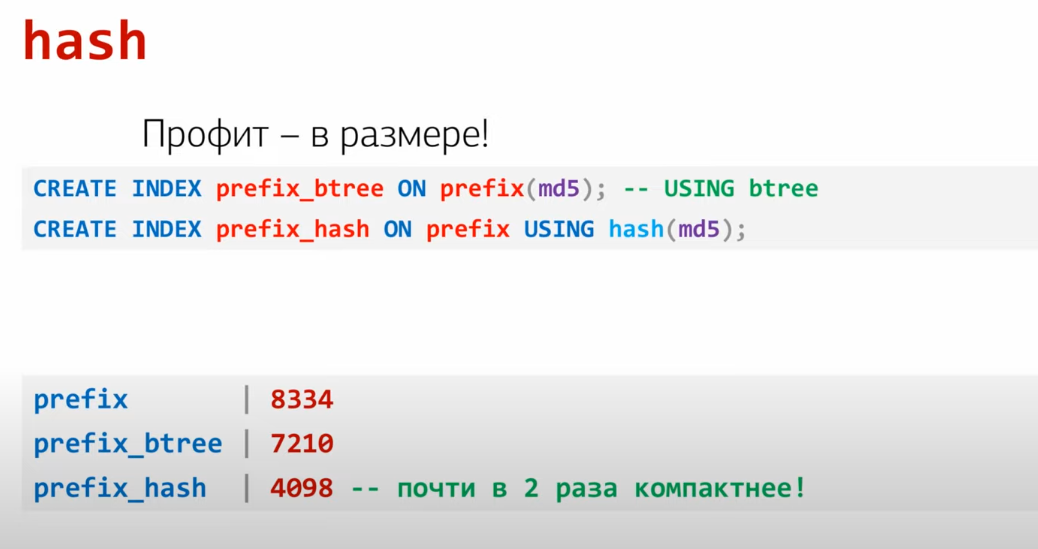 hash
Профит – в размере!
CREATE INDEX prefix_btree ON prefix(md5); -- USING btree
CREATE INDEX prefix_hash ON prefix USING hash(md5);
prefix | 8334
prefix_btree | 7210
prefix_hash | 4098 -- почти в 2 раза компактнее!